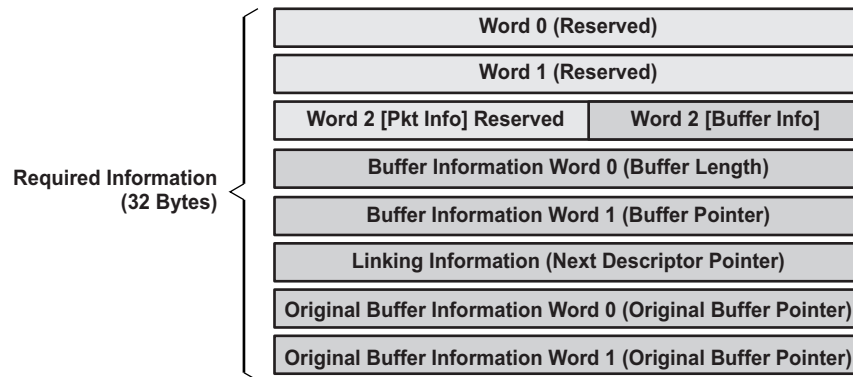 Word 0 (Reserved)
Word 1 (Reserved)
Word 2 [Pkt Info] Reserved
Word 2 [Buffer Info]
Buffer Information Word 0 (Buffer Length)
Required Information
(32 Bytes)
Buffer Information Word 1 (Buffer Pointer)
Linking Information (Next Descriptor Pointer)
Original Buffer Information Word 0 (Original Buffer Pointer)
Original Buffer Information Word 1 (Original Buffer Pointer)